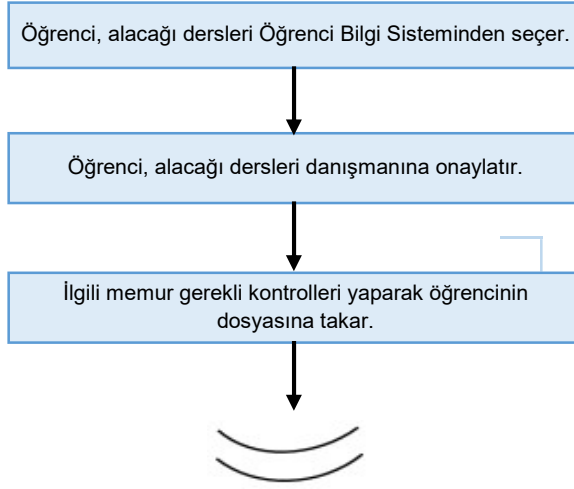 Öğrenci, alacağı dersleri Öğrenci Bilgi Sisteminden seçer.
Öğrenci, alacağı dersleri danışmanına onaylatır.
İlgili memur gerekli kontrolleri yaparak öğrencinin
dosyasına takar.